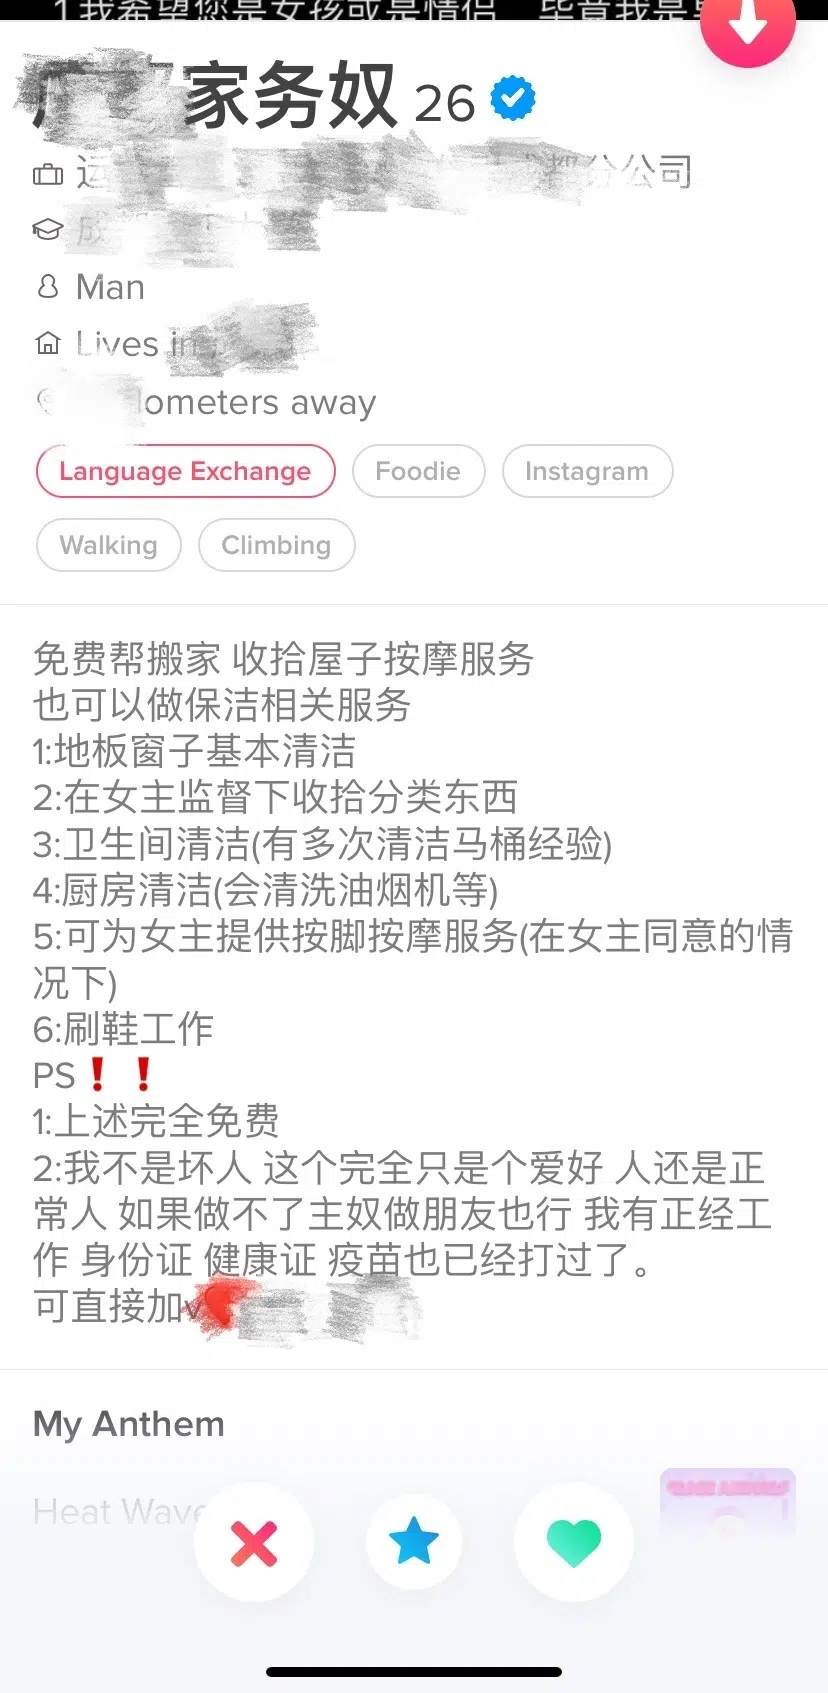 1我希望您是女孩或是情侣 毕竟我是
家务奴 26
分公司
Man
Lives in
lometers away
Language Exchange
Foodie
Instagram
Walking
Climbing
免费帮搬家 收拾屋子按摩服务
也可以做保洁相关服务
1:地板窗子基本清洁
2:在女主监督下收拾分类东西
3:卫生间清洁(有多次清洁马桶经验)
4:厨房清洁(会清洗油烟机等)
5:可为女主提供按脚按摩服务(在女主同意的情
况下)
6:刷鞋工作
PS❗❗
1:上述完全免费
2:我不是坏人 这个完全只是个爱好 人还是正
常人 如果做不了主奴做朋友也行 我有正经工
作 身份证 健康证 疫苗也已经打过了。
可直接加v
My Anthem
Heat Wave